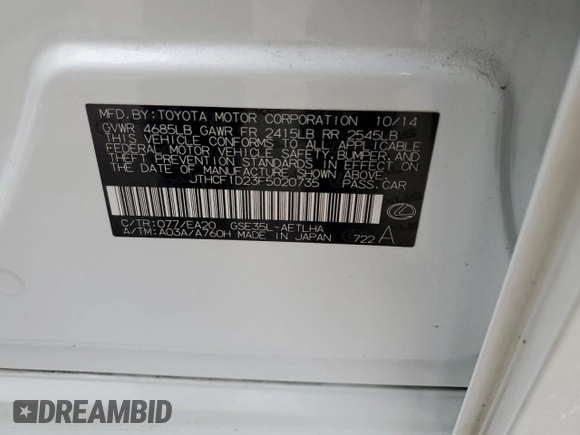 MFD.BY:TOYOTA MOTOR CORPORATION 10/14
GVWR 4685LB GAWR FR 2415LB RR 2545LB
THIS VEHICLE CONFORMS TO ALL APPLICABLE
FEDERAL MOTOR VEHICLE SAFETY,BUMPER,AND
THEFT PREVENTION STANDARDS IN EFFECT ON
THE DATE OF MANUFACTURE SHOWN ABOVE.
JTHCF1D23F5020735 PASS.CAR
C/TR:077/EA20 GSE35L-AETLHA
A/TM:A03A/A760H MADE IN JAPAN 722 A
DREAMBID